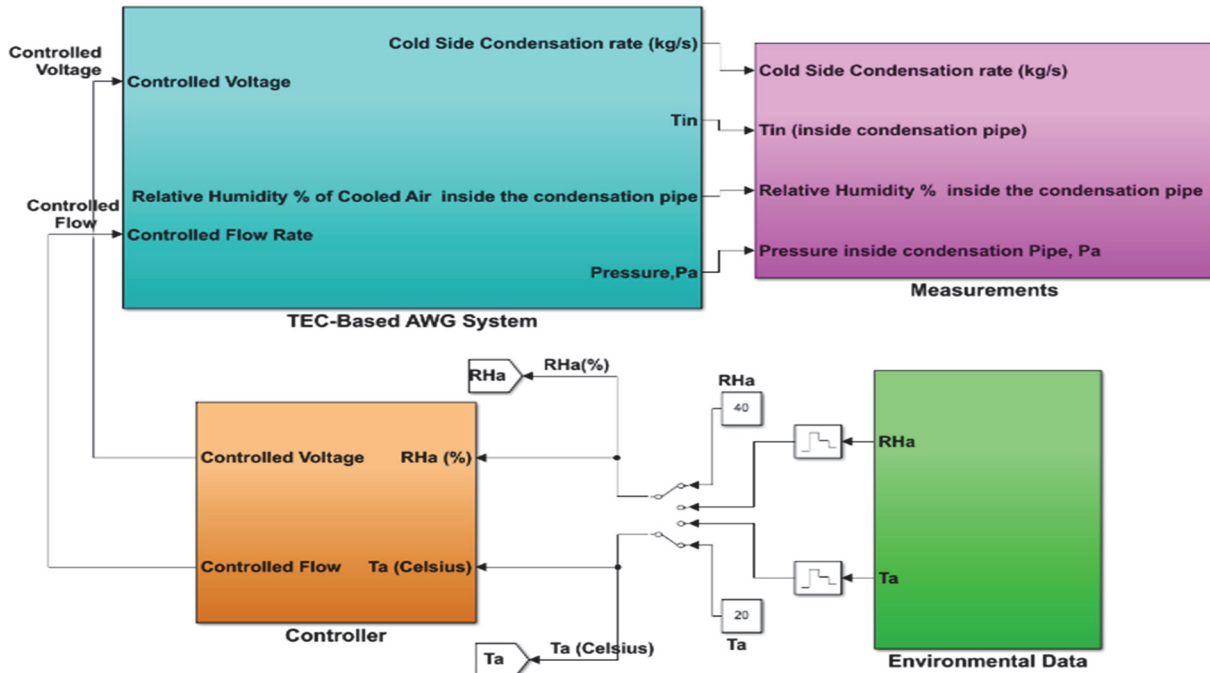 Controlled
Voltage
Controlled Voltage
Cold Side Condensation rate (kg/s)
Tin
Relative Humidity % of Cooled Air inside the condensation pipe
Controlled
Flow
Controlled Flow Rate
Pressure,Pa
TEC-Based AWG System
Cold Side Condensation rate (kg/s)
Tin (inside condensation pipe)
Relative Humidity % inside the condensation pipe
Pressure inside condensation Pipe, Pa
Measurements
RHa
RHa(%)
RHa
40
RHa
Controlled Voltage
RHa (%)
Controlled Flow
Ta (Celsius)
Ta
20
Ta
Controller
Ta
Ta (Celsius)
Environmental Data